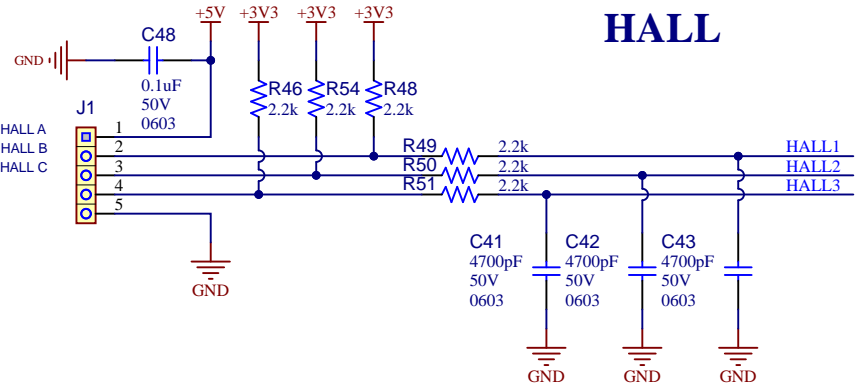 HALL
+5V +3V3 +3V3 +3V3
C48
GND
0.1uF
50V
0603
R46 R54 R48
2.2k 2.2k 2.2k
J1
HALL A
HALL B
HALL C
1
2
3
4
5
R49 2.2k HALL1
R50 2.2k HALL2
R51 2.2k HALL3
GND
C41 C42 C43
4700pF 4700pF 4700pF
50V 50V 50V
0603 0603 0603
GND GND GND